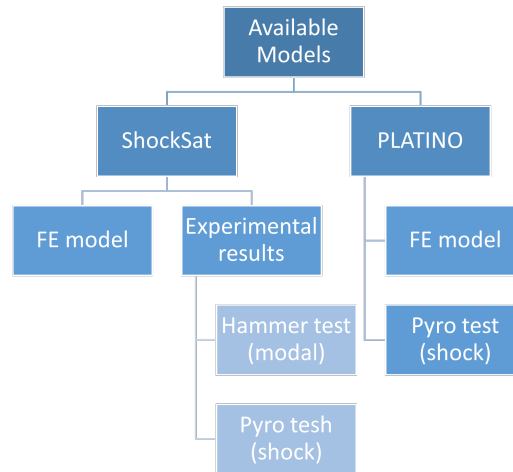 Available
Models
ShockSat
PLATINO
FE model
Experimental
results
FE model
Hammer test
(modal)
Pyro test
(shock)
Pyro tesh
(shock)